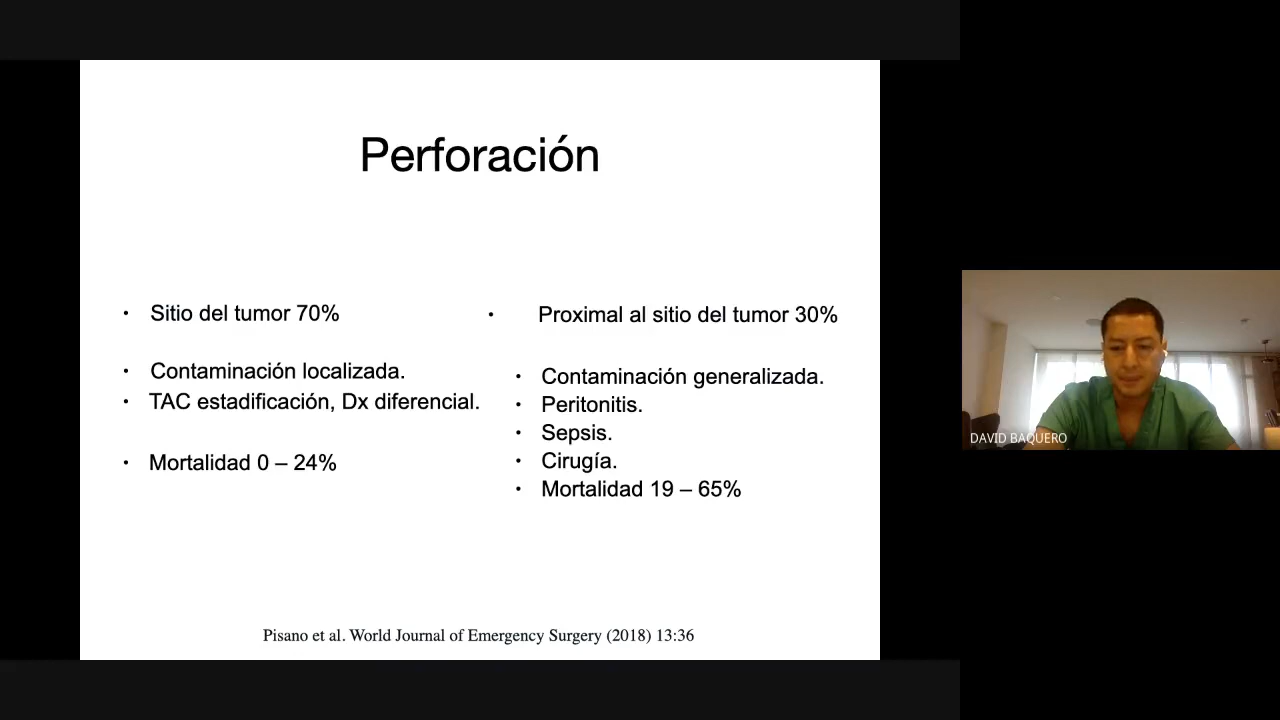 Perforación
• Sitio del tumor 70%
• Contaminación localizada.
• TAC estadificación, Dx diferencial.
• Mortalidad 0 – 24%
• Proximal al sitio del tumor 30%
• Contaminación generalizada.
• Peritonitis.
• Sepsis.
• Cirugía.
• Mortalidad 19 – 65%
Pisano et al. World Journal of Emergency Surgery (2018) 13:36
DAVID BAQUERO